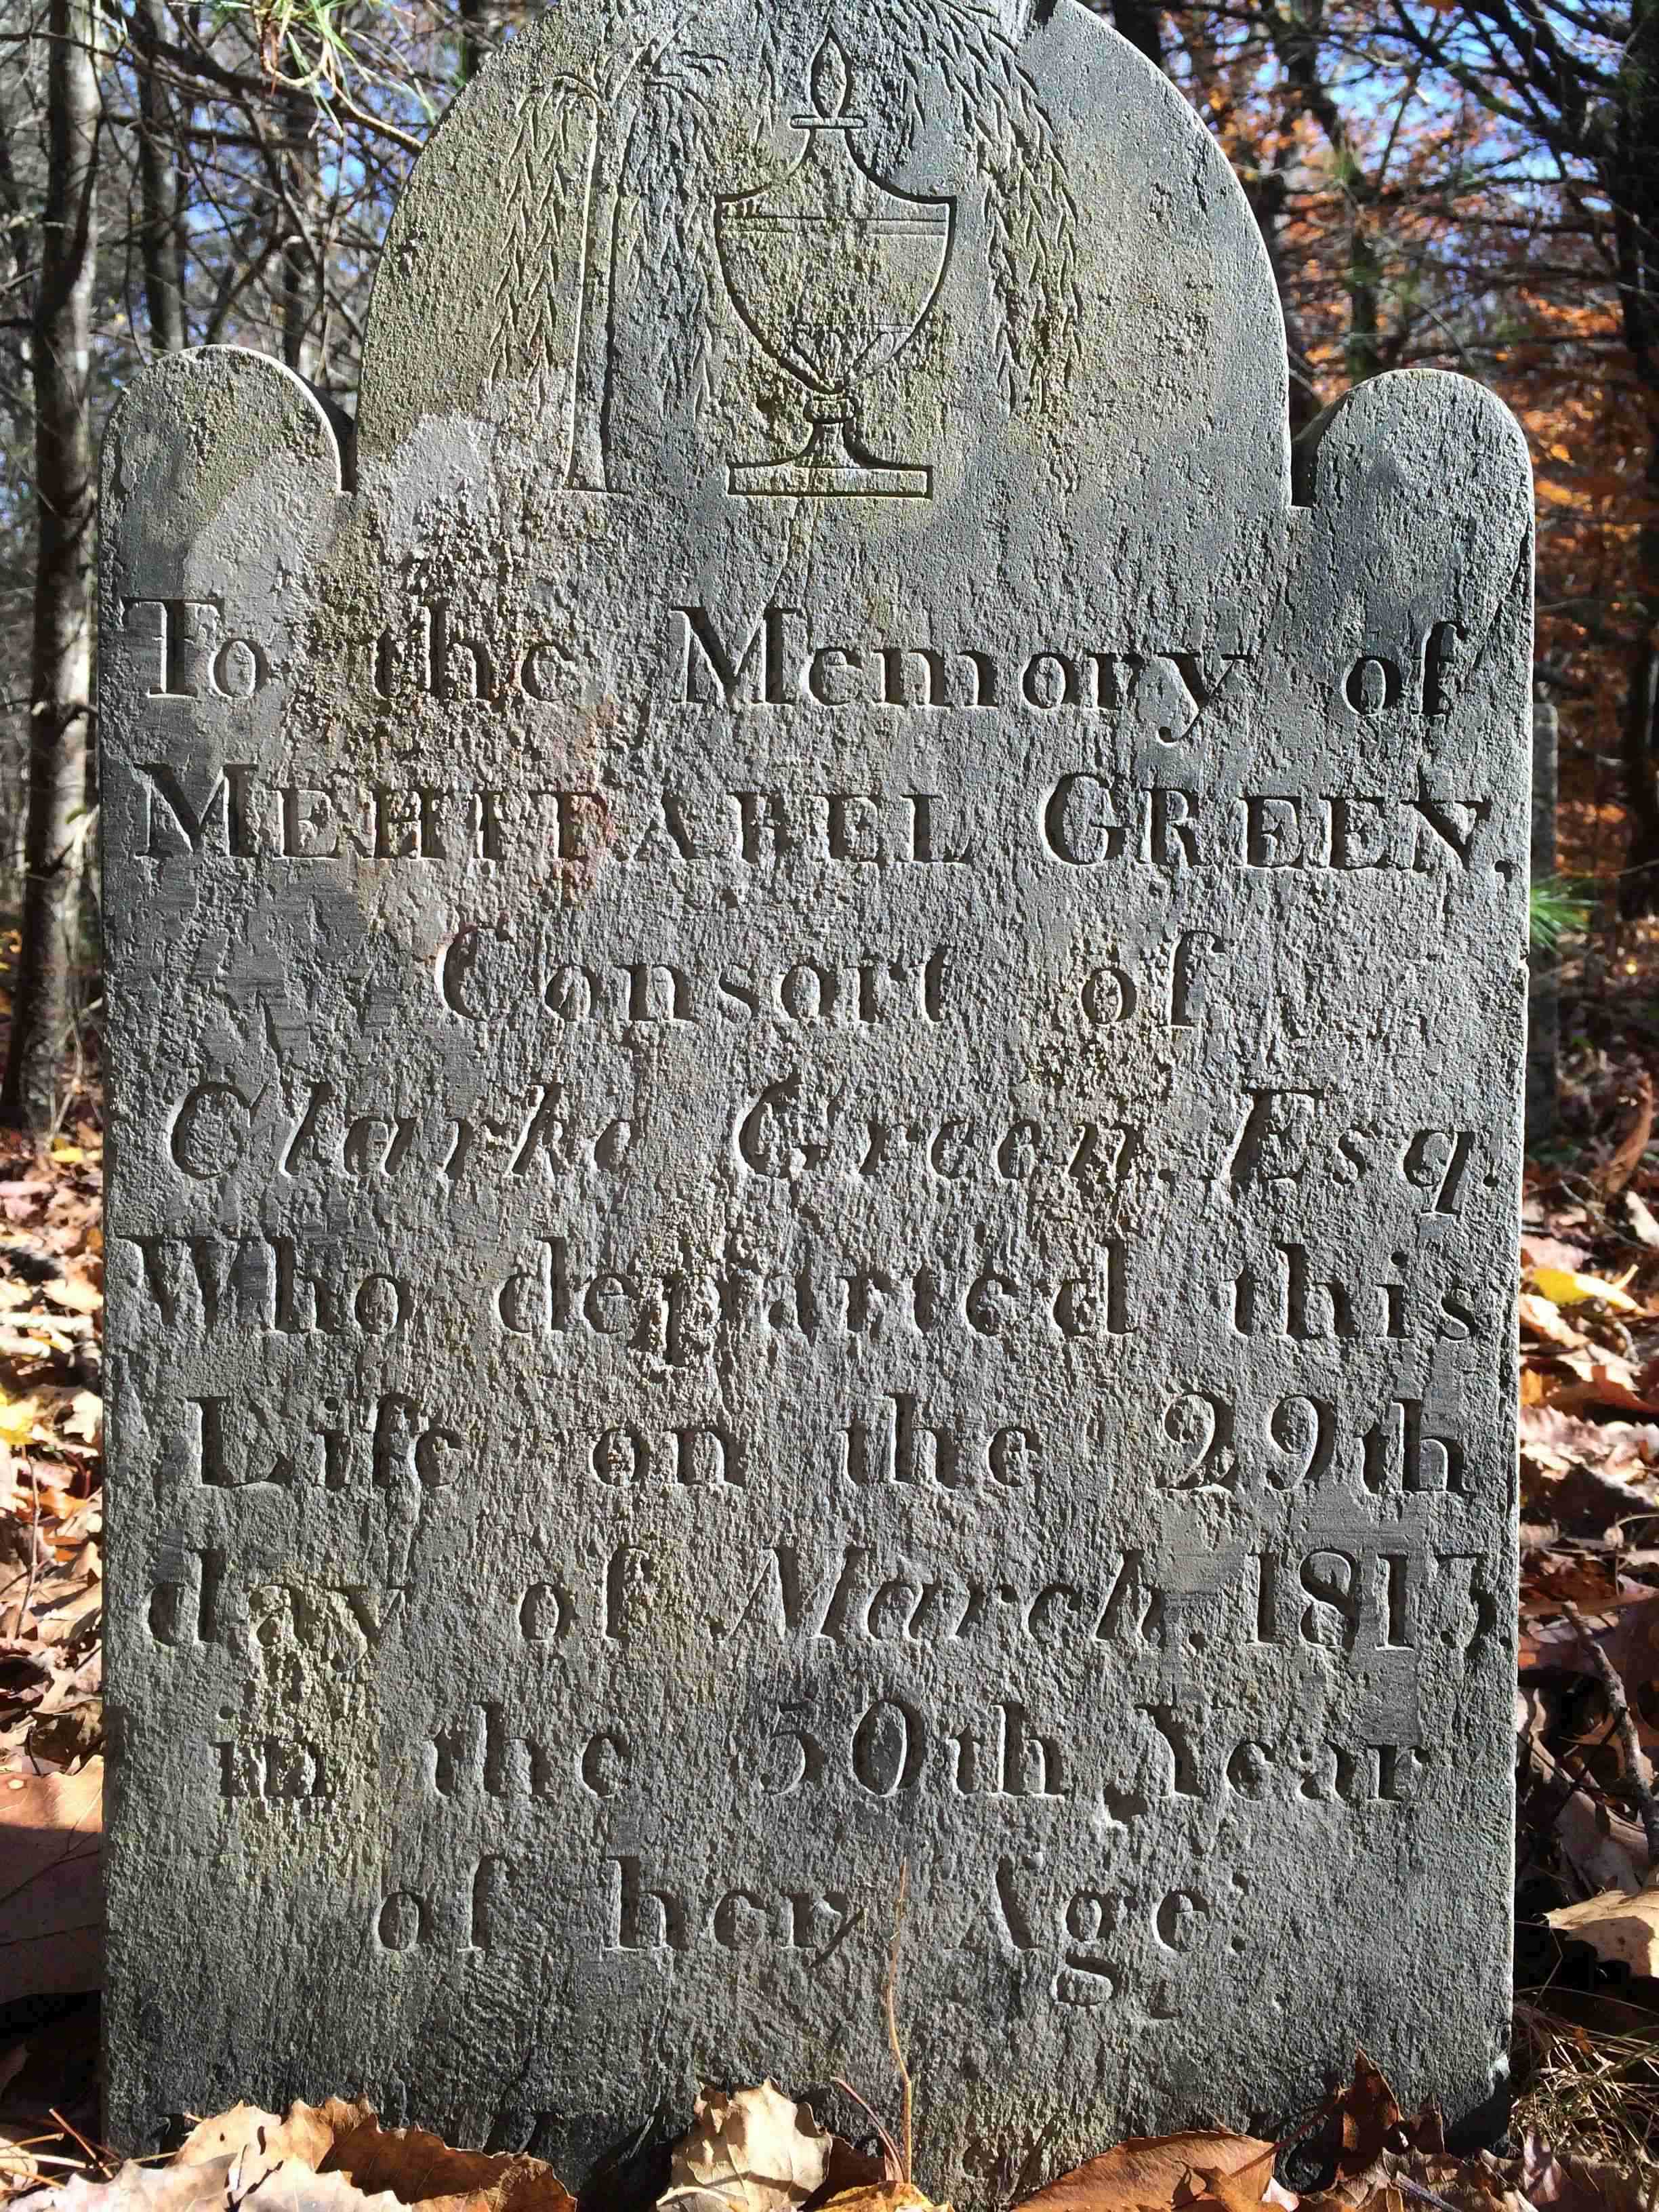 To the Memory of
MEHITABEL GREEN,
Consort of
Clarke Green. Esq.
Who departed this
Life on the 29th
day of March, 1815
in the 50th Year
of her Age.